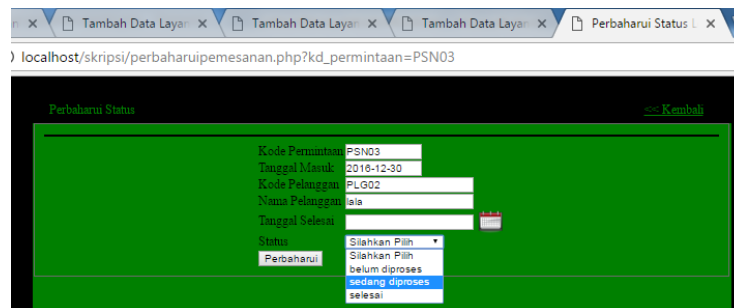 Tambah Data Layan Tambah Data Layan Tambah Data Layan Perbaharui Status L
localhost/skripsi/perbaharuipemesanan.php?kd_permintaan=PSN03
Perbaharui Status << Kembali
Kode Permintaan PSN03
Tanggal Masuk 2016-12-30
Kode Pelanggan PLG02
Nama Pelanggan lala
Tanggal Selesai
Status Silahkan Pilih
Perbaharui Silahkan Pilih
belum diproses
sedang diproses
selesai